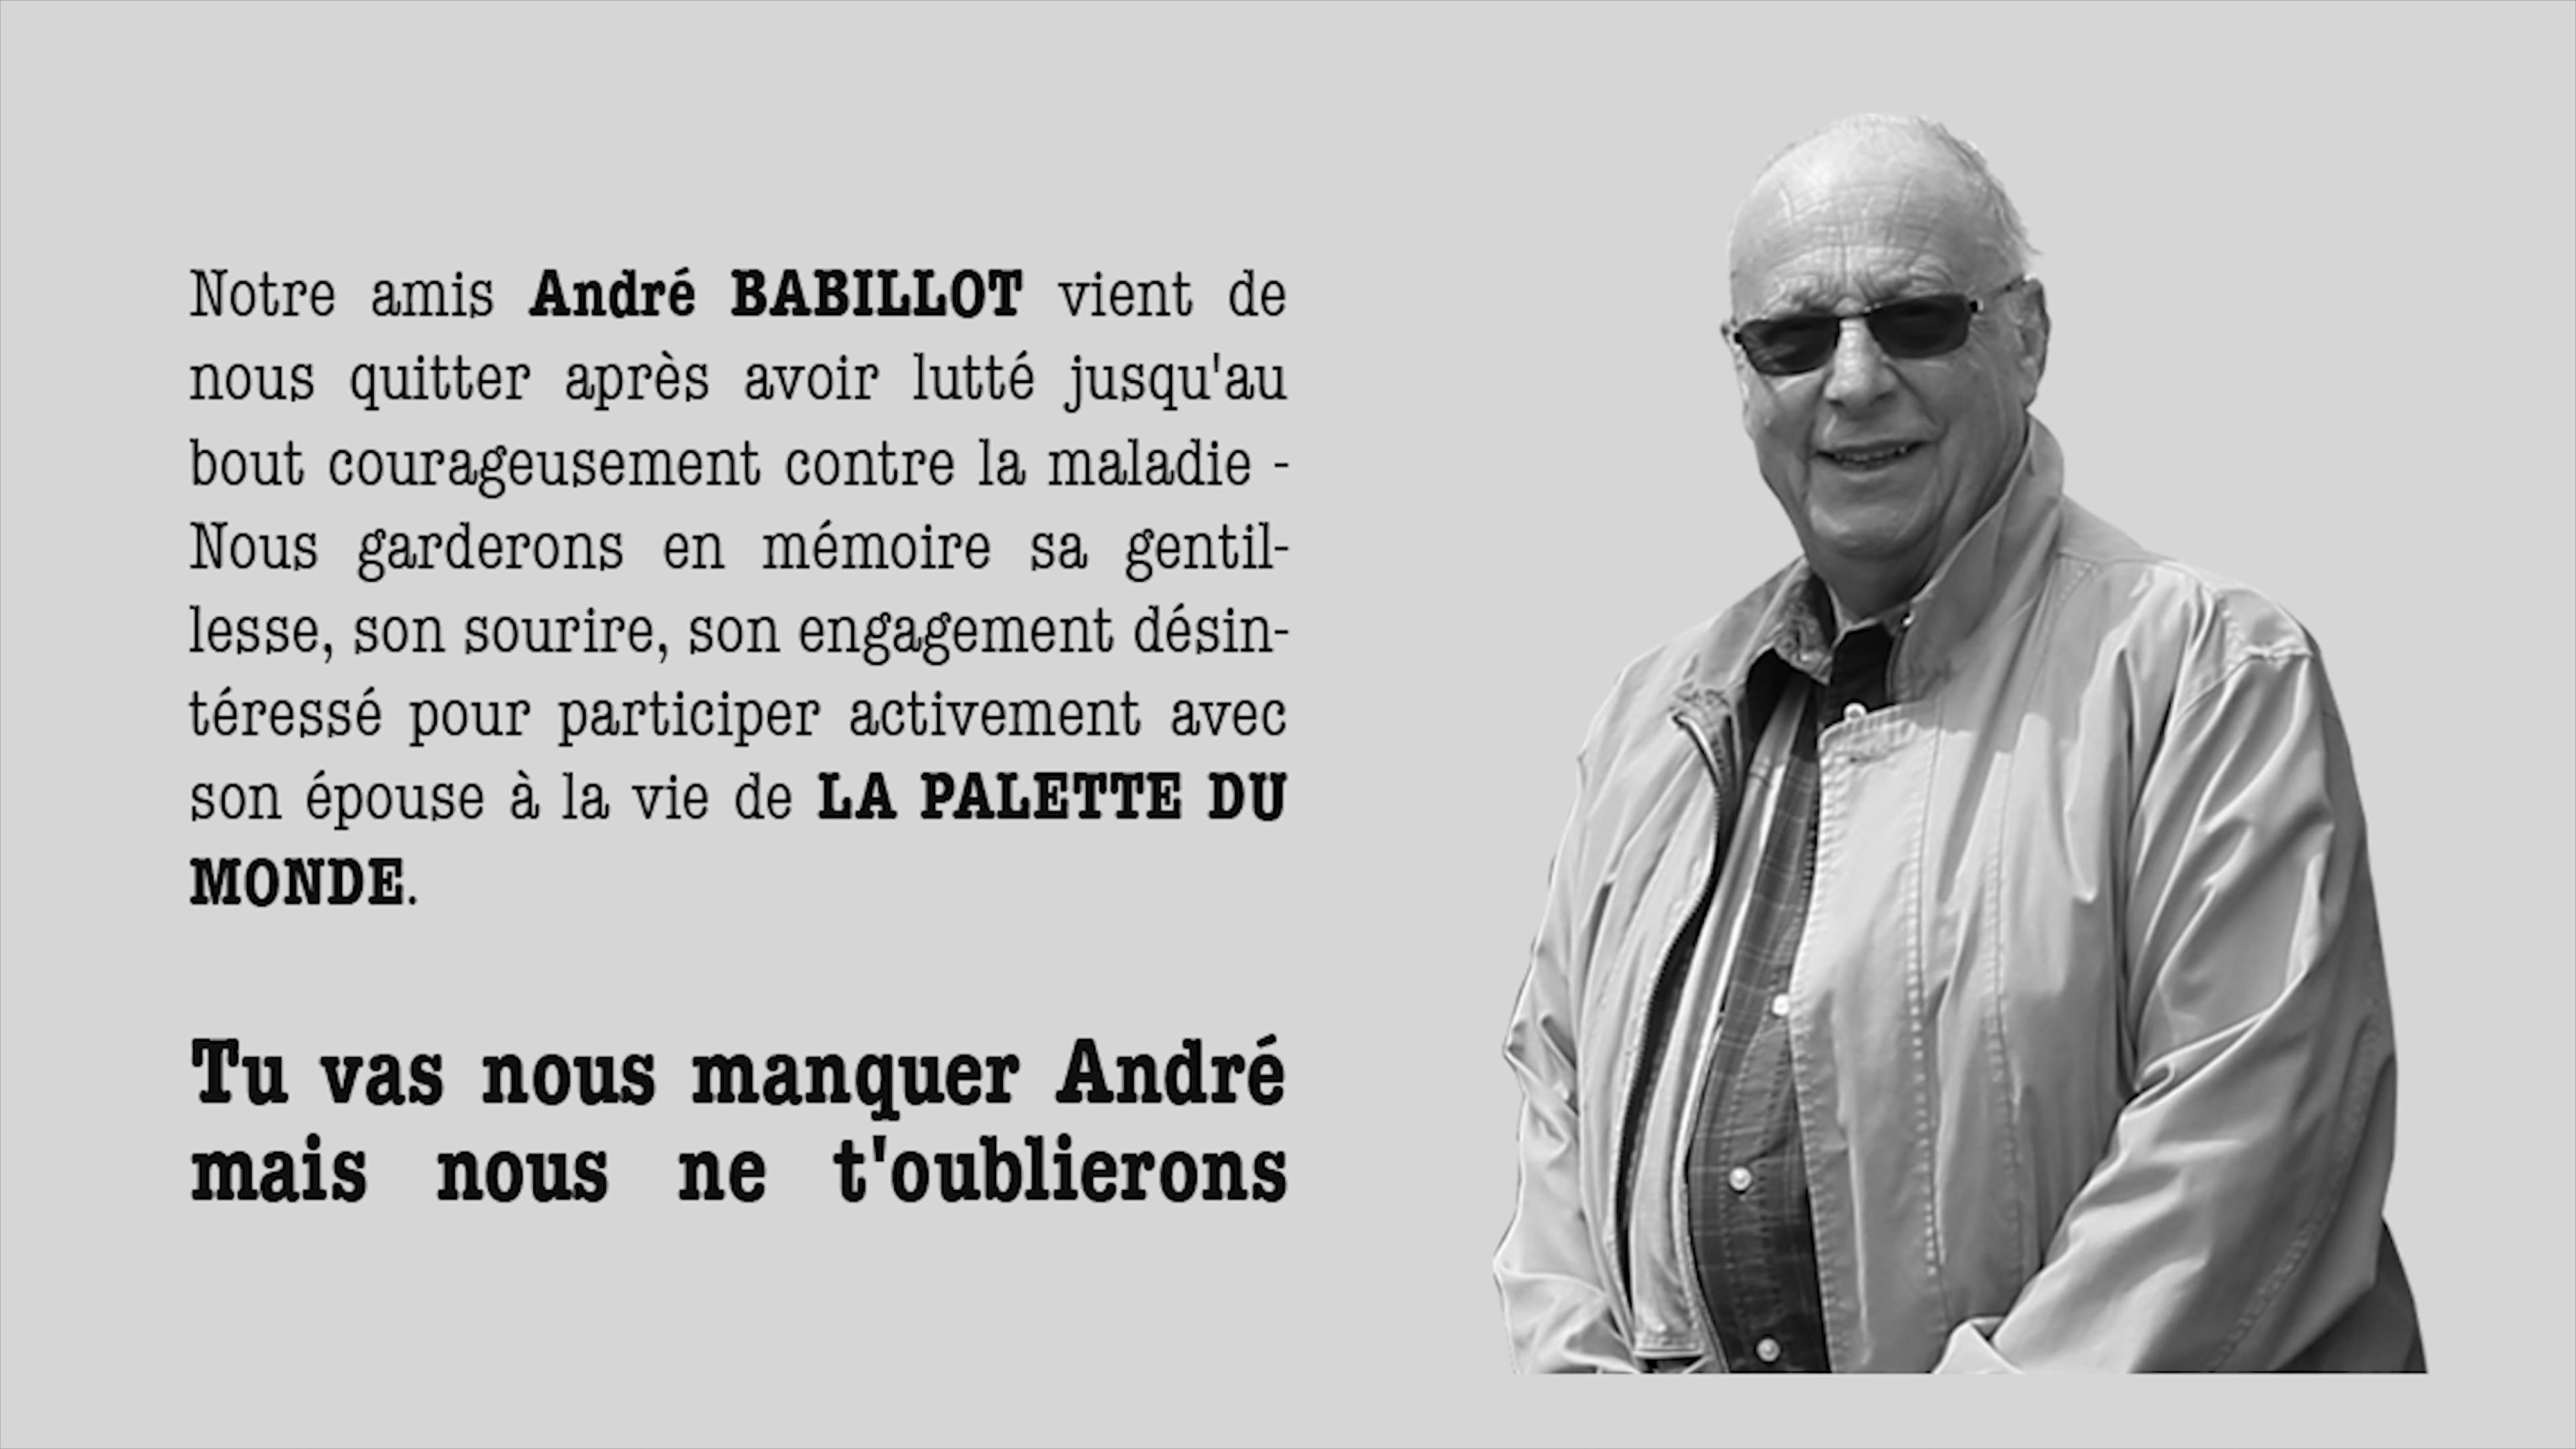 Notre amis André BABILLOT vient de
nous quitter après avoir lutté jusqu'au
bout courageusement contre la maladie -
Nous garderons en mémoire sa gentil-
lesse, son sourire, son engagement désin-
téressé pour participer activement avec
son épouse à la vie de LA PALETTE DU
MONDE.
Tu vas nous manquer André
mais nous ne t'oublierons